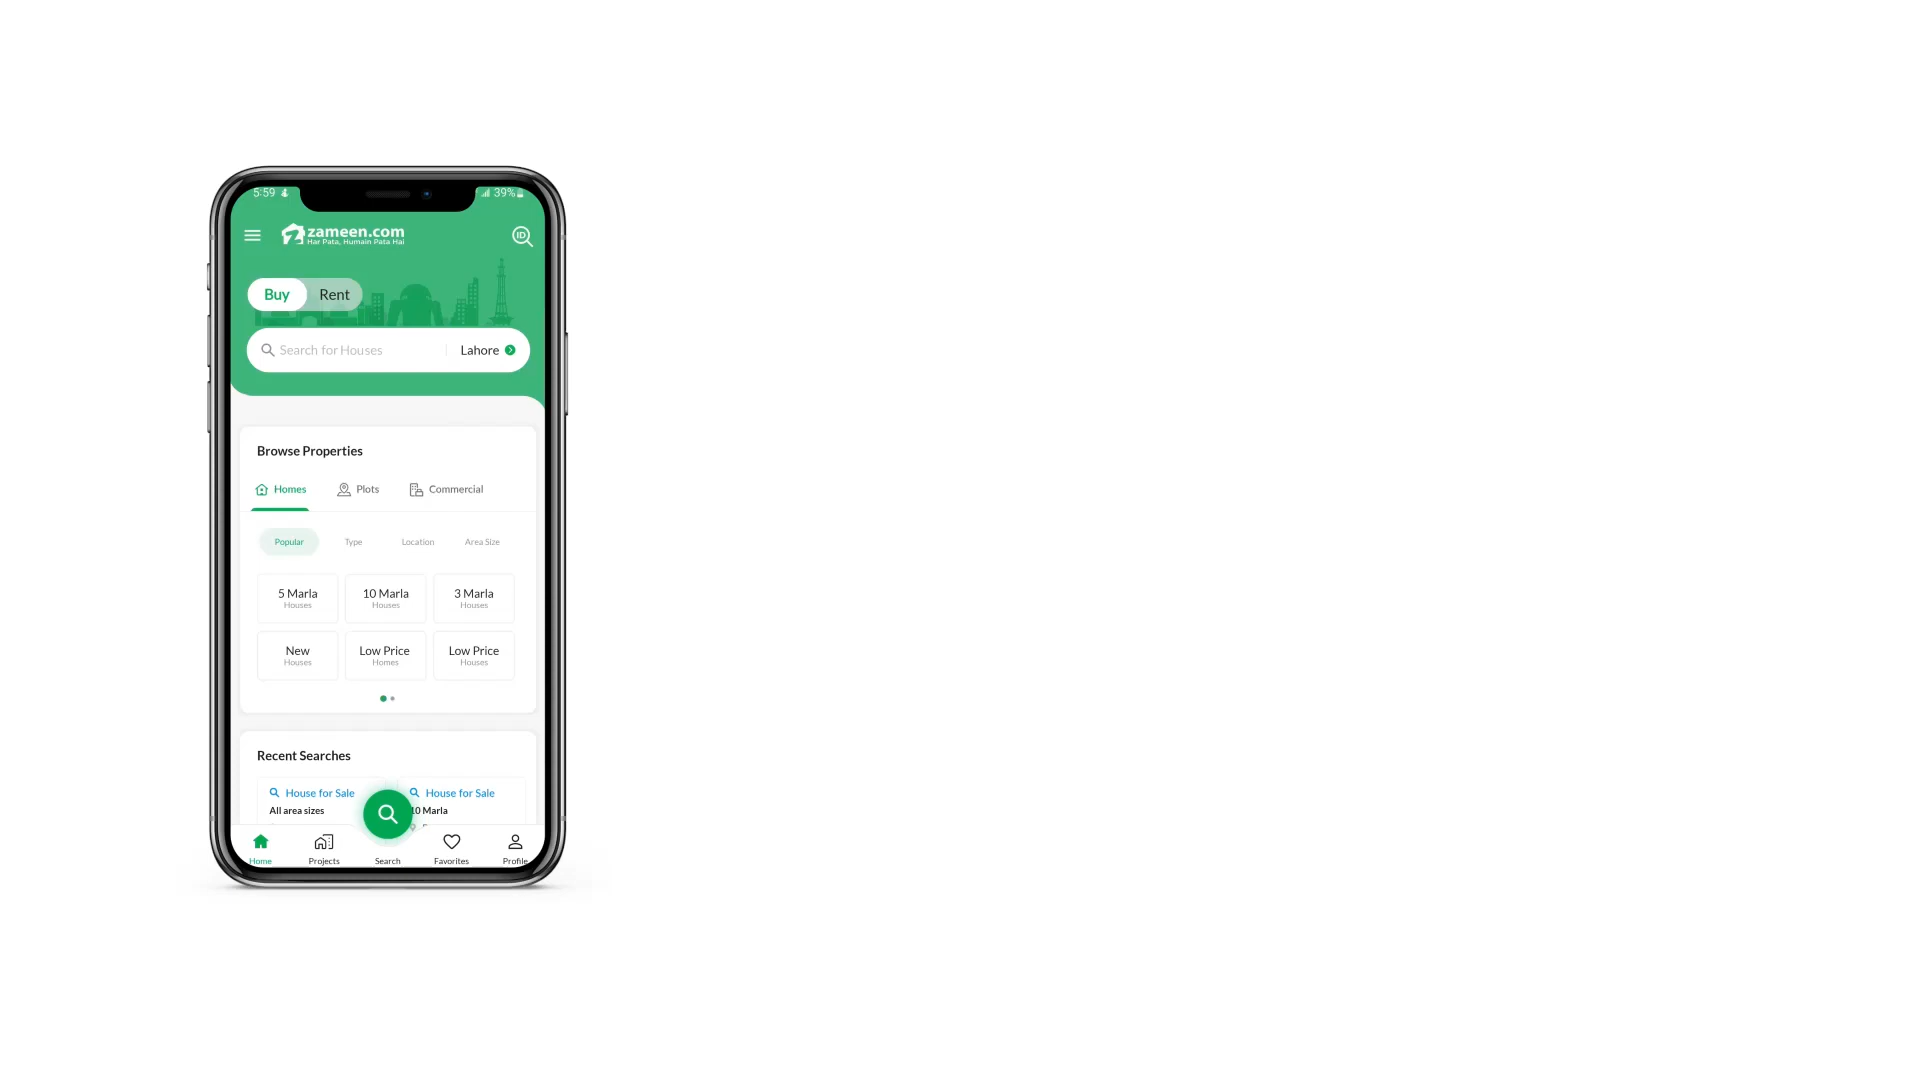 5:59
39%
zameen.com
Har Pata, Humain Pata Hai
ID
Buy Rent
Search for Houses Lahore
Browse Properties
Homes Plots Commercial
Popular Type Location Area Size
5 Marla 10 Marla 3 Marla
Houses Houses Houses
New Low Price Low Price
Houses Homes Houses
Recent Searches
House for Sale House for Sale
All area sizes 10 Marla
Home Projects Search Favorites Profile